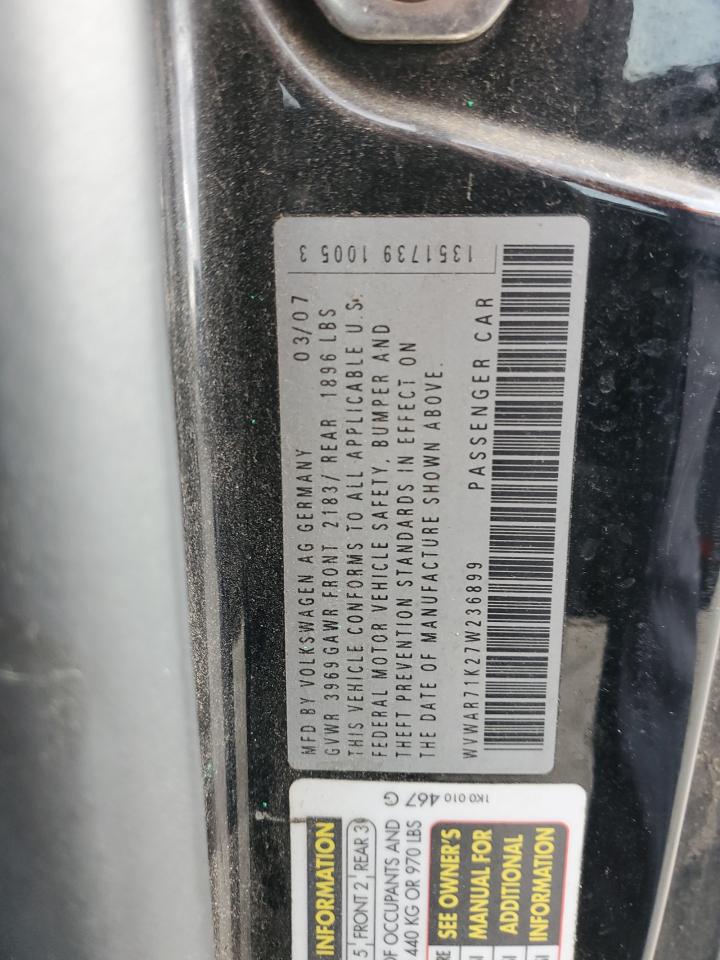 MFD BY VOLKSWAGEN AG GERMANY 03/07
GVWR 3969 GAWR FRONT 2183/ REAR 1896 LBS
THIS VEHICLE CONFORMS TO ALL APPLICABLE U.S.
FEDERAL MOTOR VEHICLE SAFETY, BUMPER AND
THEFT PREVENTION STANDARDS IN EFFECT ON
THE DATE OF MANUFACTURE SHOWN ABOVE.
WVWAR71K27W236899 PASSENGER CAR
1351739 1005 3
INFORMATION
5 FRONT 2 REAR 3
OF OCCUPANTS AND
440 KG OR 970 LBS
SEE OWNER'S
MANUAL FOR
ADDITIONAL
INFORMATION
1K0 010 467 G